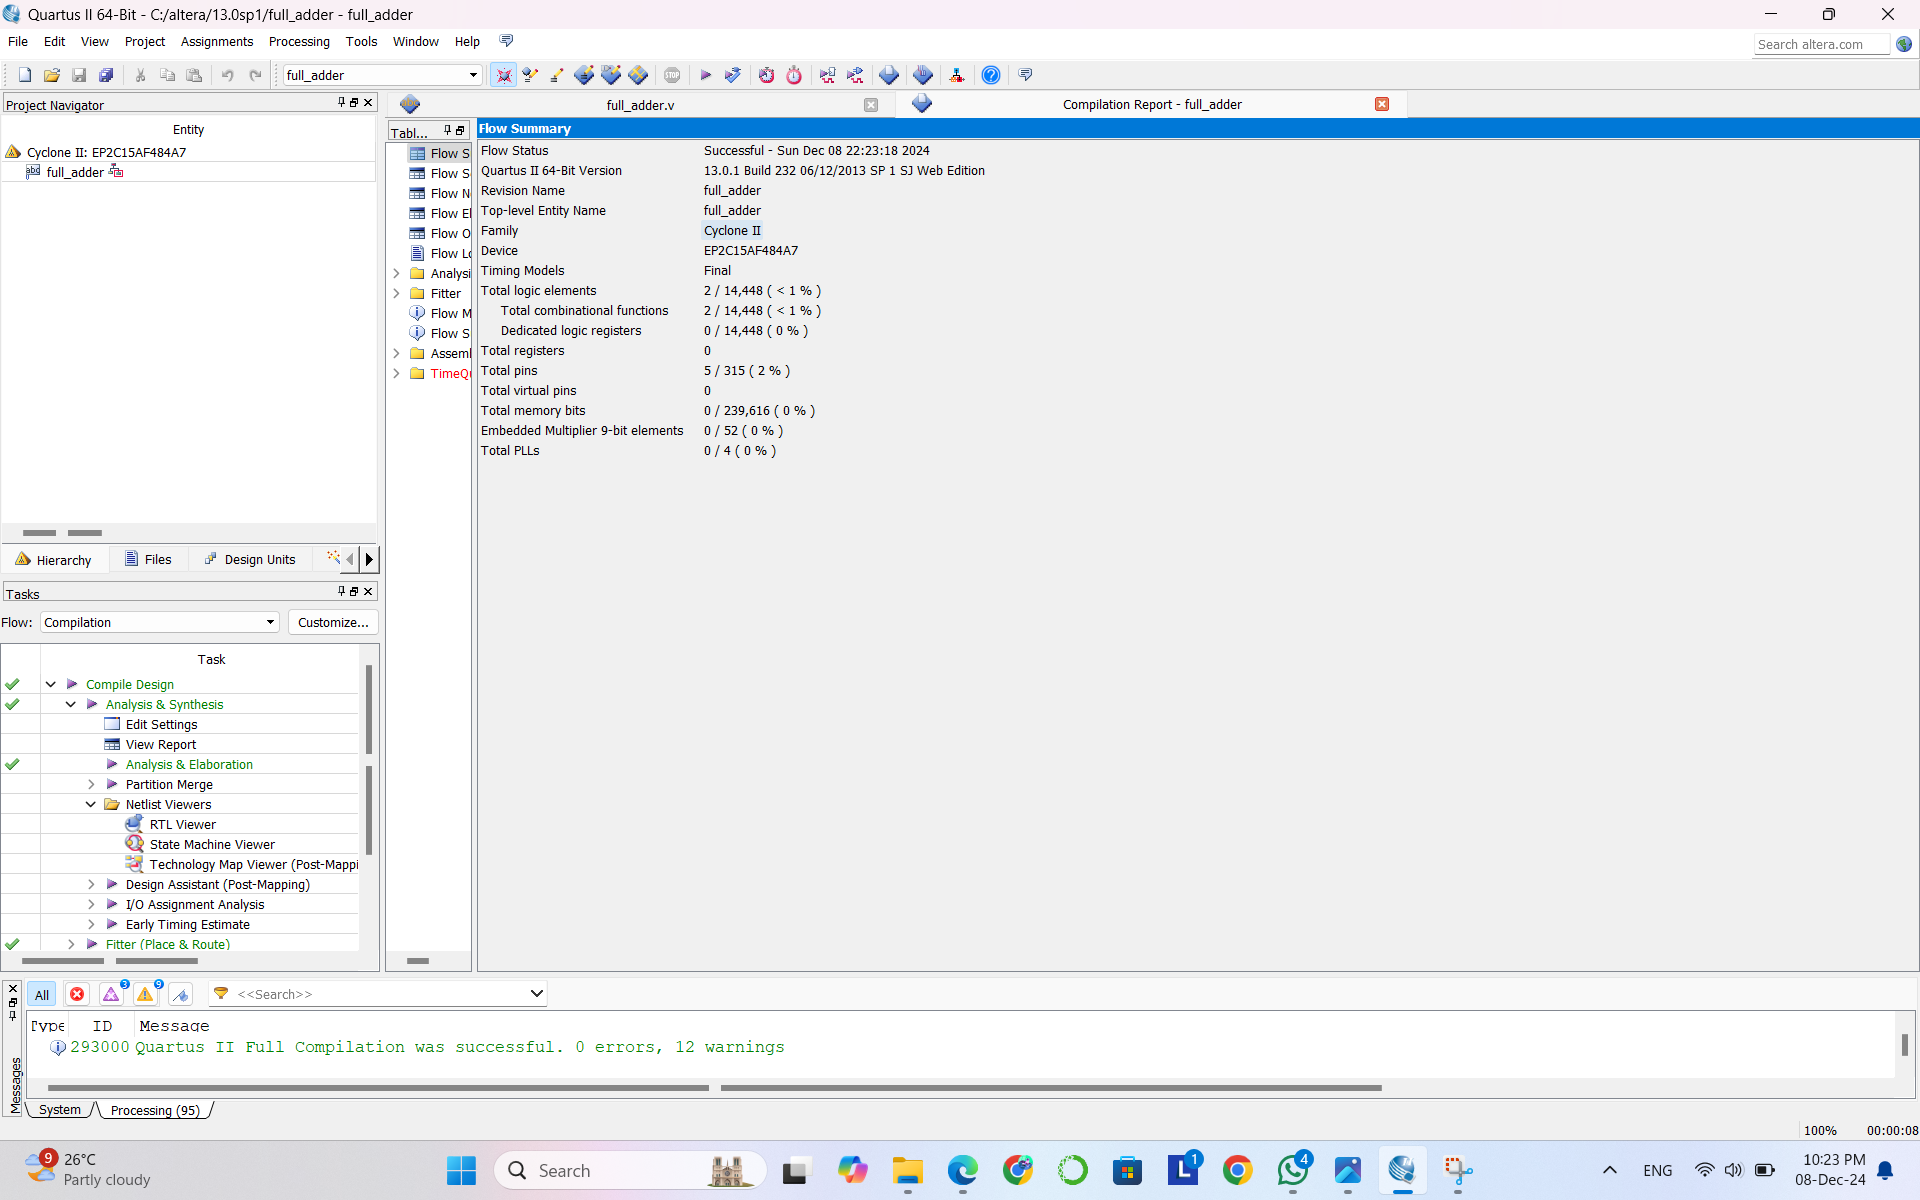 Quartus II 64-Bit - C:/altera/13.0sp1/full_adder - full_adder
File Edit View Project Assignments Processing Tools Window Help
Search altera.com
full_adder
STOP
Project Navigator
Entity
Cyclone II: EP2C15AF484A7
abd full_adder
Hierarchy Files Design Units
Tasks
Flow: Compilation Customize...
Task
Compile Design
Analysis & Synthesis
Edit Settings
View Report
Analysis & Elaboration
Partition Merge
Netlist Viewers
RTL Viewer
State Machine Viewer
Technology Map Viewer (Post-Mappi
Design Assistant (Post-Mapping)
I/O Assignment Analysis
Early Timing Estimate
Fitter (Place & Route)
full_adder.v
Compilation Report - full_adder
Tabl...
Flow S
Flow S
Flow N
Flow El
Flow O
Flow Lo
Analysi
Fitter
Flow M
Flow S
Assembl
TimeQu
Flow Summary
Flow Status Successful - Sun Dec 08 22:23:18 2024
Quartus II 64-Bit Version 13.0.1 Build 232 06/12/2013 SP 1 SJ Web Edition
Revision Name full_adder
Top-level Entity Name full_adder
Family Cyclone II
Device EP2C15AF484A7
Timing Models Final
Total logic elements 2 / 14,448 ( < 1 % )
Total combinational functions 2 / 14,448 ( < 1 % )
Dedicated logic registers 0 / 14,448 ( 0 % )
Total registers 0
Total pins 5 / 315 ( 2 % )
Total virtual pins 0
Total memory bits 0 / 239,616 ( 0 % )
Embedded Multiplier 9-bit elements 0 / 52 ( 0 % )
Total PLLs 0 / 4 ( 0 % )
All 3 9 <<Search>>
Type ID Message
293000 Quartus II Full Compilation was successful. 0 errors, 12 warnings
Messages
System Processing (95)
100% 00:00:08
9 26°C
Partly cloudy
Search
L 1
4
ENG
10:23 PM
08-Dec-24